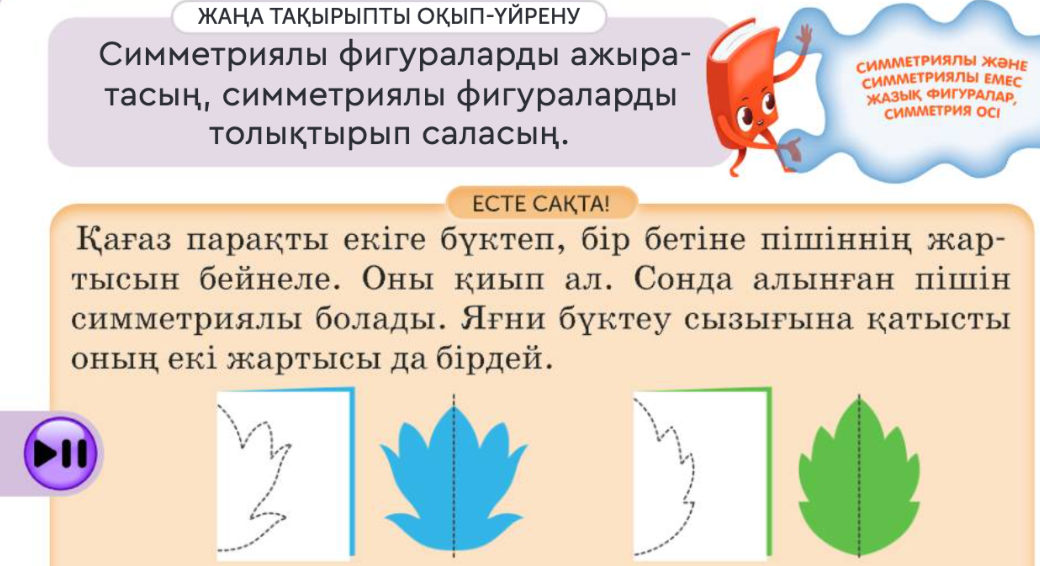 ЖАҢА ТАҚЫРЫПТЫ ОҚЫП-ҮЙРЕНУ
Симметриялы фигураларды ажыра-
тасың, симметриялы фигураларды
толықтырып саласың.
СИММЕТРИЯЛЫ ЖӘНЕ
СИММЕТРИЯЛЫ ЕМЕС
ЖАЗЫҚ ФИГУРАЛАР,
СИММЕТРИЯ ОСІ
ЕСТЕ САҚТА!
Қағаз парақты екіге бүктеп, бір бетіне пішіннің жар-
тысын бейнеле. Оны қиып ал. Сонда алынған пішін
симметриялы болады. Яғни бүктеу сызығына қатысты
оның екі жартысы да бірдей.